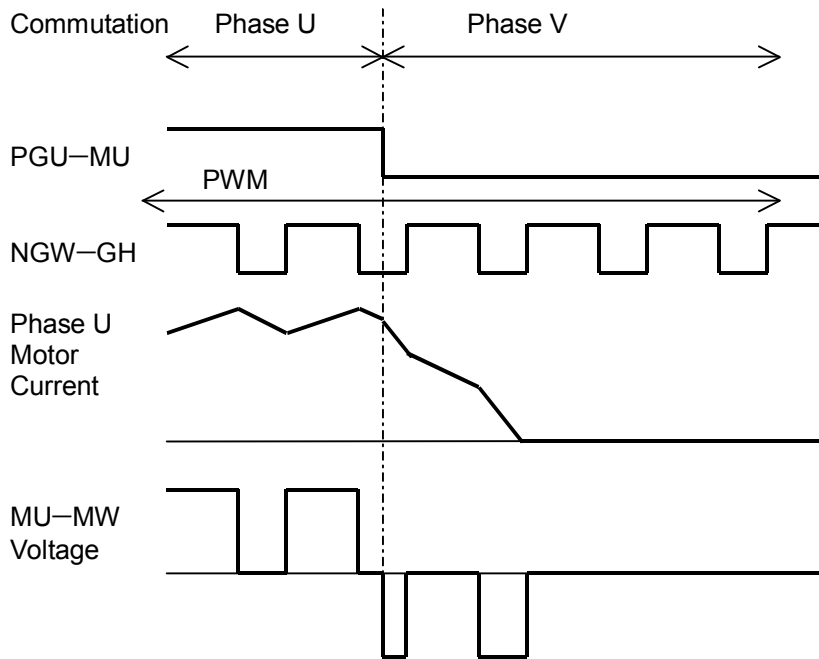 Commutation Phase U Phase V
PGU—MU
PWM
NGW—GH
Phase U
Motor
Current
MU—MW
Voltage